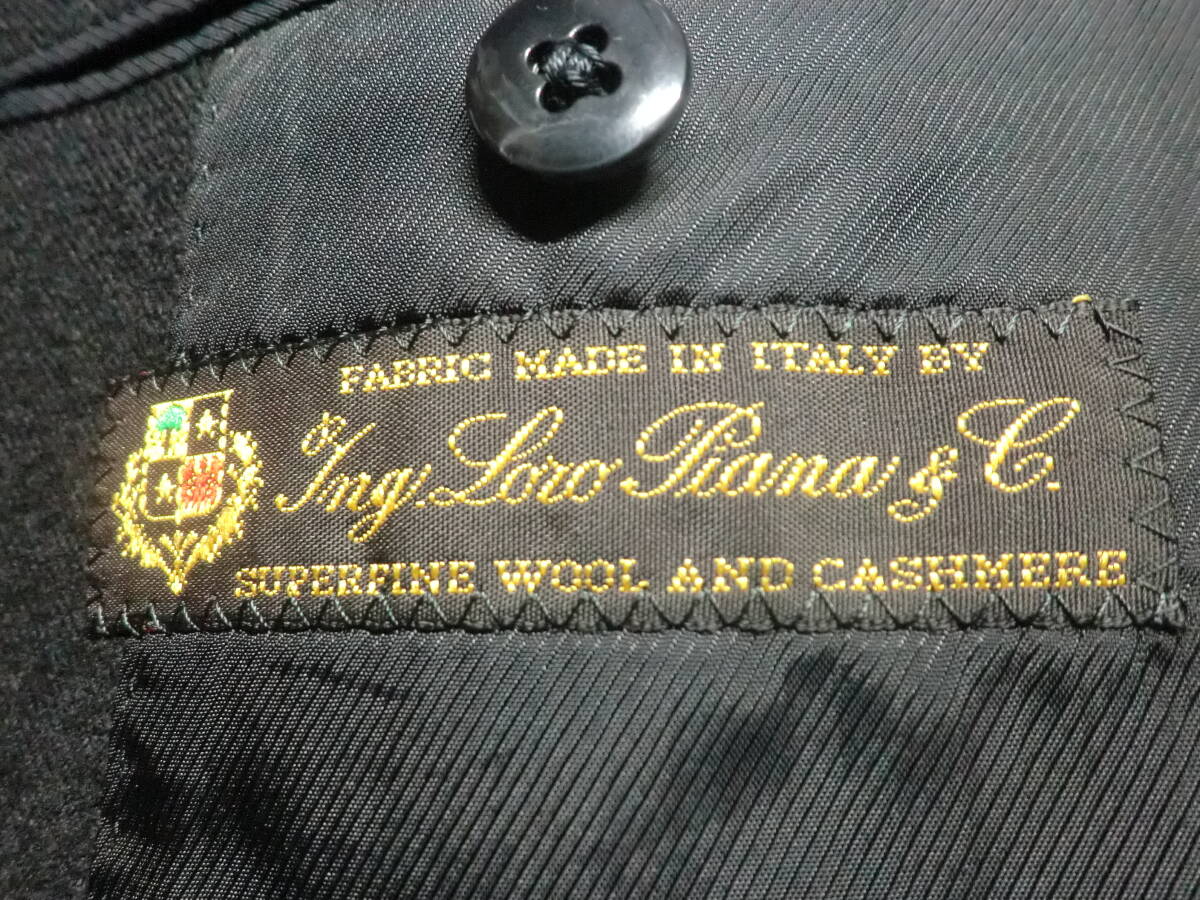 FABRIC MADE IN ITALY BY
Ing. Loro Piana & C.
SUPERFINE WOOL AND CASHMERE